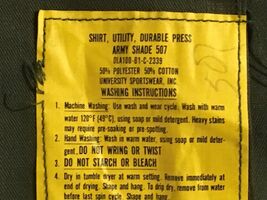 SHIRT, UTILITY, DURABLE PRESS
ARMY SHADE 507
DLA100-81-C-2339
50% POLYESTER 50% COTTON
UNIVERSITY SPORTSWEAR, INC
WASHING INSTRUCTIONS
1. Machine Washing: Use wash and wear cycle. Wash with warm
water 120°F (49°C), using soap or mild detergent. Heavy stains
may require pre-soaking or pre-spotting.
2. Hand Washing: Wash in warm water, using soap or mild deter-
gent. DO NOT WRING OR TWIST
3. DO NOT STARCH OR BLEACH
4. Dry in tumble dryer at warm setting. Remove immediately at
end of drying. Shape and hang. To drip dry, remove from water
before last spin cycle. Shape and hang.
507